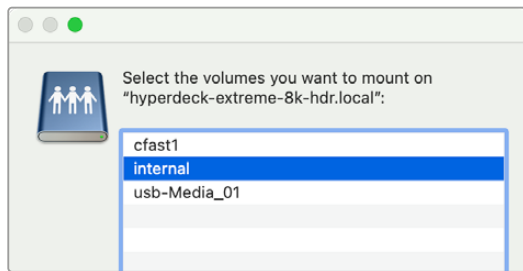 Select the volumes you want to mount on
“hyperdeck-extreme-8k-hdr.local”:
cfast1
internal
usb-Media_01